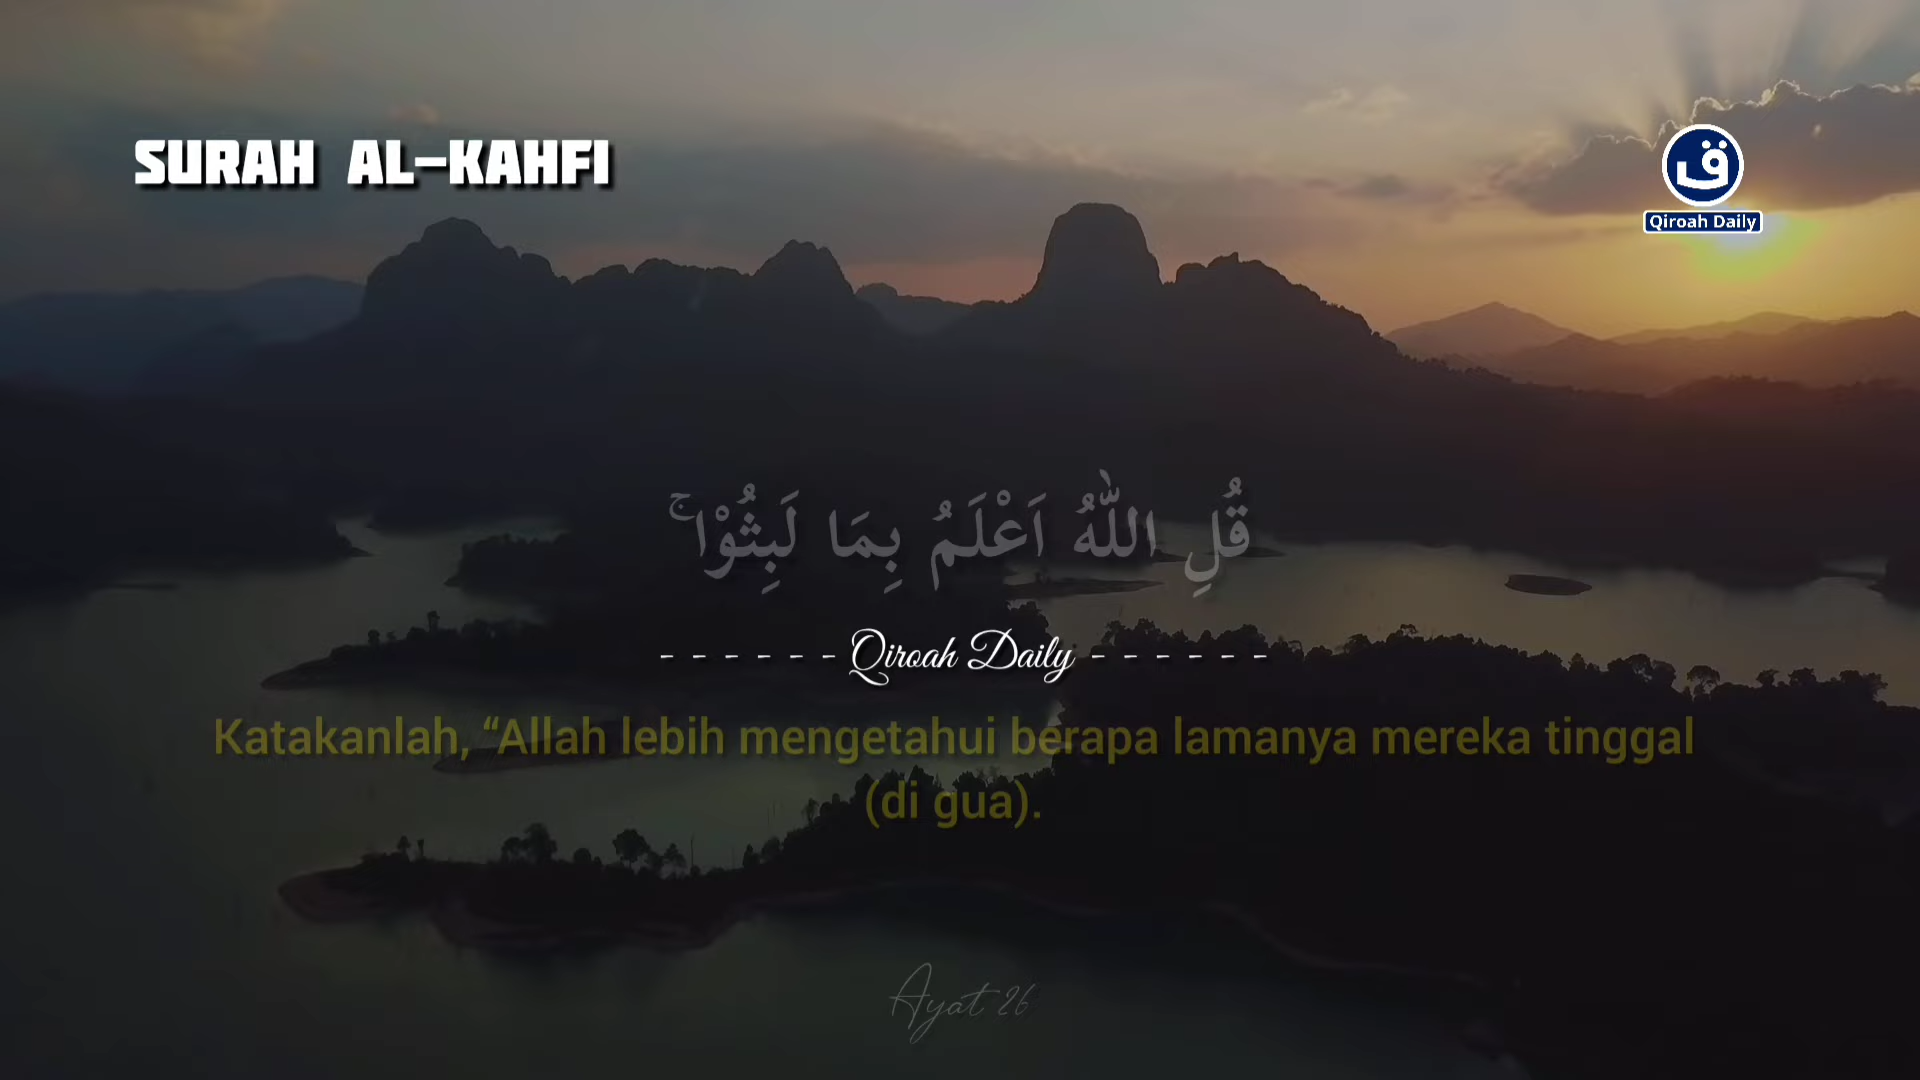 SURAH AL-KAHFI
ق
Qiroah Daily
قُلِ اللّٰهُ اَعْلَمُ بِمَا لَبِثُوْا ۚ
- - - - - - Qiroah Daily - - - - - -
Katakanlah, “Allah lebih mengetahui berapa lamanya mereka tinggal
(di gua).
Ayat 26